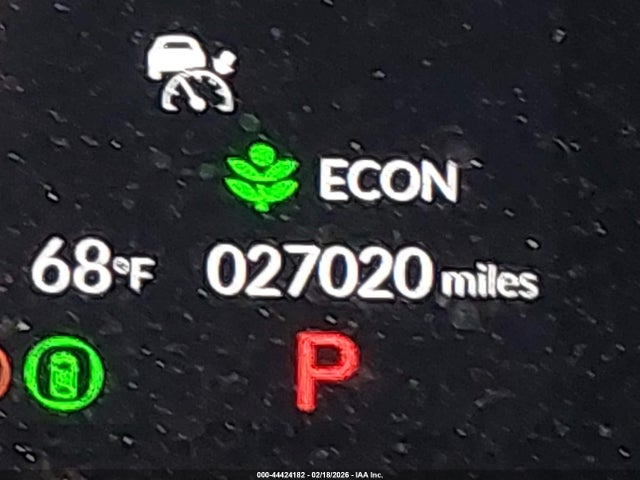 ECON
68°F 027020 miles
P
000-44424182 - 02/18/2026 - IAA Inc.